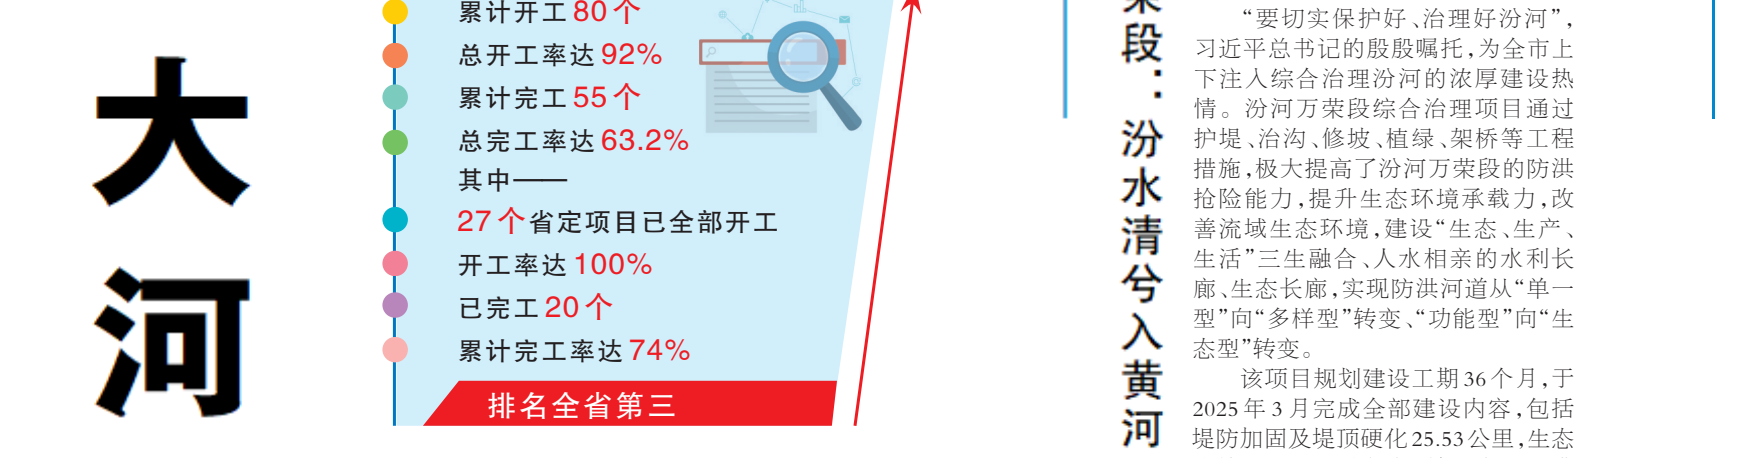 大
河
累计开工80个
总开工率达92%
累计完工55个
总完工率达63.2%
其中——
27个省定项目已全部开工
开工率达100%
已完工20个
累计完工率达74%
排名全省第三
段：汾水清兮入黄河
“要切实保护好、治理好汾河”，
习近平总书记的殷殷嘱托，为全市上
下注入综合治理汾河的浓厚建设热
情。汾河万荣段综合治理项目通过
护堤、治沟、修坡、植绿、架桥等工程
措施，极大提高了汾河万荣段的防洪
抢险能力，提升生态环境承载力，改
善流域生态环境，建设“生态、生产、
生活”三生融合、人水相亲的水利长
廊、生态长廊，实现防洪河道从“单一
型”向“多样型”转变、“功能型”向“生
态型”转变。
该项目规划建设工期36个月，于
2025年3月完成全部建设内容，包括
堤防加固及堤顶硬化25.53公里，生态